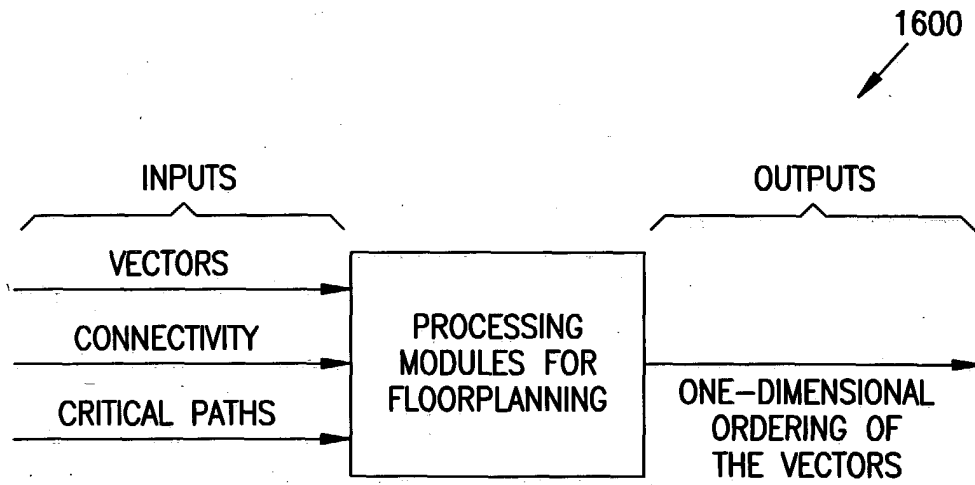 1600
INPUTS
OUTPUTS
VECTORS
CONNECTIVITY
CRITICAL PATHS
PROCESSING
MODULES FOR
FLOORPLANNING
ONE-DIMENSIONAL
ORDERING OF
THE VECTORS